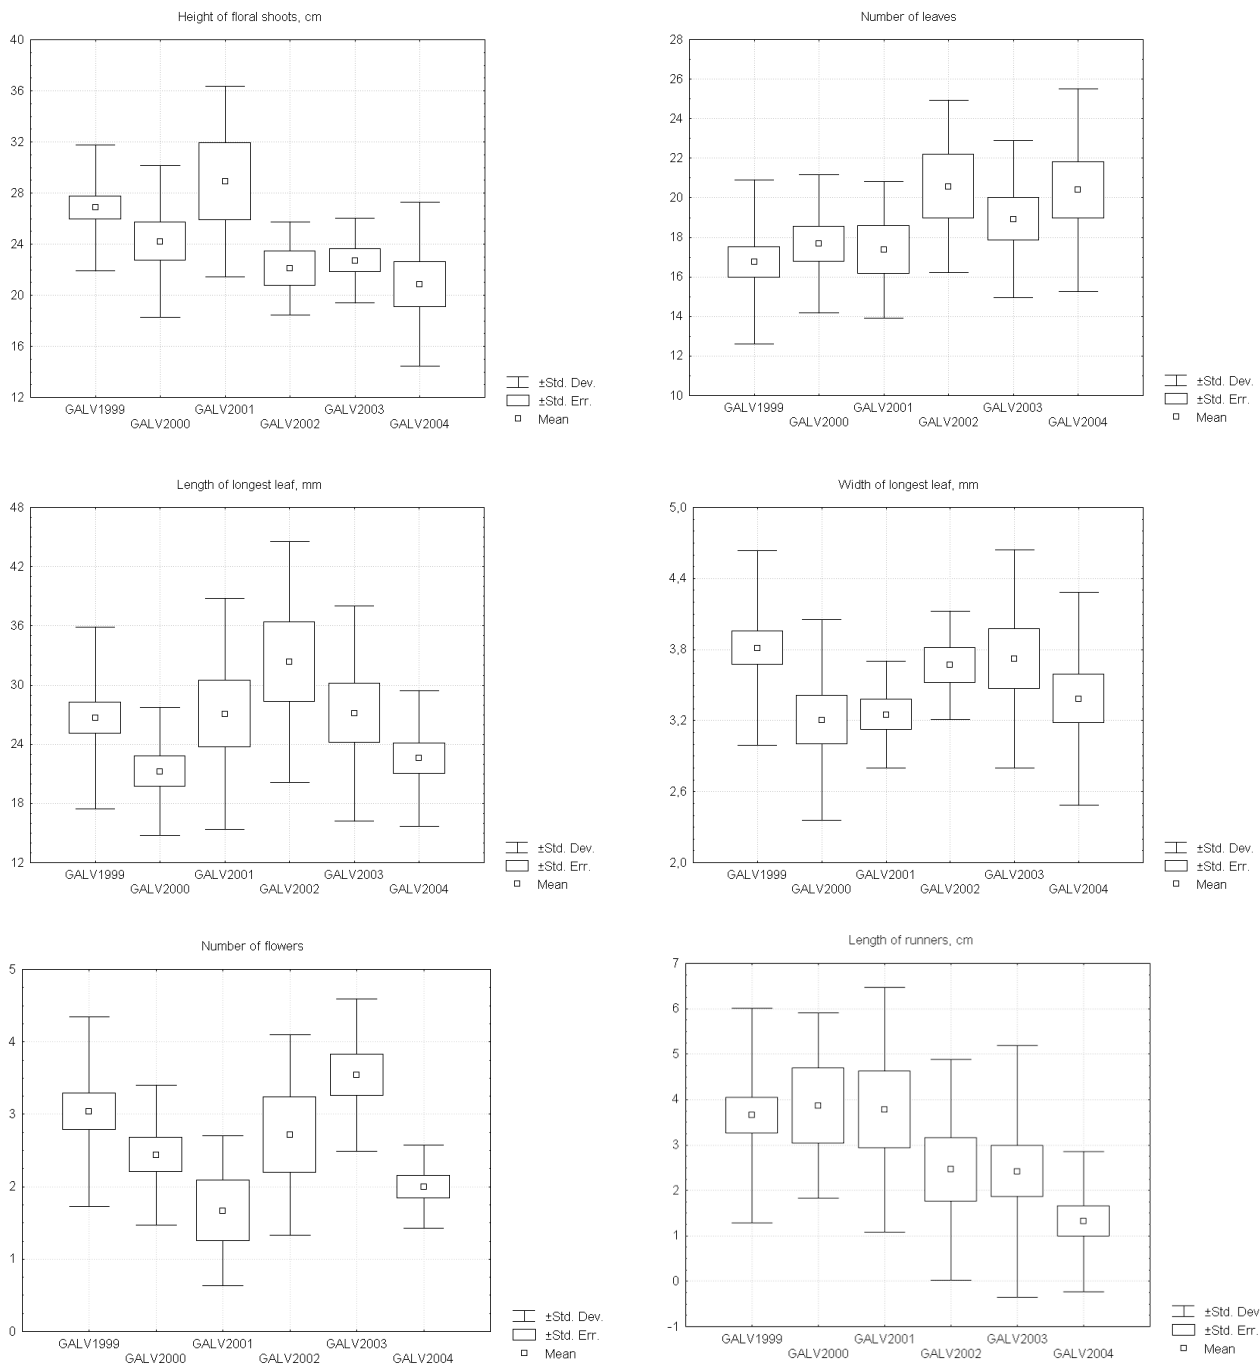 Height of floral shoots, cm
40
36
32
28
24
20
16
12
GALV1999 GALV2001 GALV2003
GALV2000 GALV2002 GALV2004
±Std. Dev.
±Std. Err.
Mean
Number of leaves
28
26
24
22
20
18
16
14
12
10
GALV1999 GALV2001 GALV2003
GALV2000 GALV2002 GALV2004
±Std. Dev.
±Std. Err.
Mean
Length of longest leaf, mm
48
42
36
30
24
18
12
GALV1999 GALV2001 GALV2003
GALV2000 GALV2002 GALV2004
±Std. Dev.
±Std. Err.
Mean
Width of longest leaf, mm
5,0
4,4
3,8
3,2
2,6
2,0
GALV1999 GALV2001 GALV2003
GALV2000 GALV2002 GALV2004
±Std. Dev.
±Std. Err.
Mean
Number of flowers
5
4
3
2
1
0
GALV1999 GALV2001 GALV2003
GALV2000 GALV2002 GALV2004
±Std. Dev.
±Std. Err.
Mean
Length of runners, cm
7
6
5
4
3
2
1
0
-1
GALV1999 GALV2001 GALV2003
GALV2000 GALV2002 GALV2004
±Std. Dev.
±Std. Err.
Mean